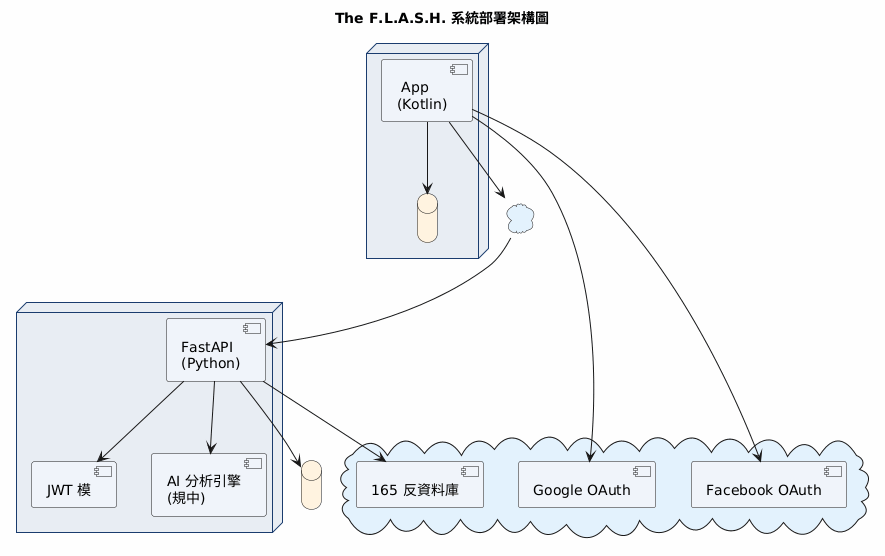 The F.L.A.S.H. 系統部署架構圖
App
(Kotlin)
FastAPI
(Python)
JWT 模
AI 分析引擎
(規中)
165 反資料庫
Google OAuth
Facebook OAuth